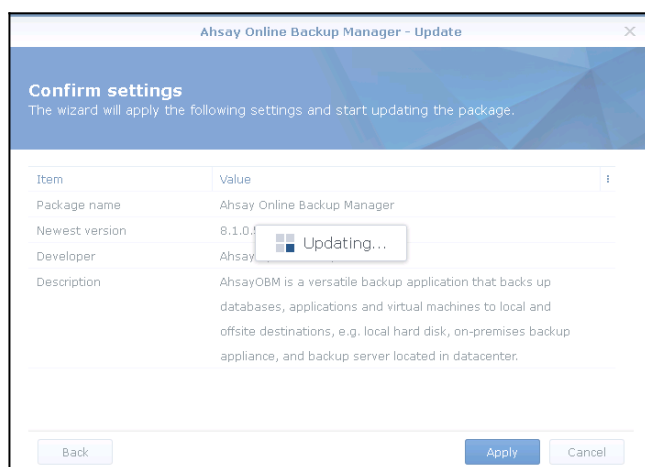 Ahsay Online Backup Manager - Update
Confirm settings
The wizard will apply the following settings and start updating the package.
Item Value
Package name Ahsay Online Backup Manager
Newest version 8.1.0.
Updating...
Developer Ahsay
Description AhsayOBM is a versatile backup application that backs up
databases, applications and virtual machines to local and
offsite destinations, e.g. local hard disk, on-premises backup
appliance, and backup server located in datacenter.
Back Apply Cancel